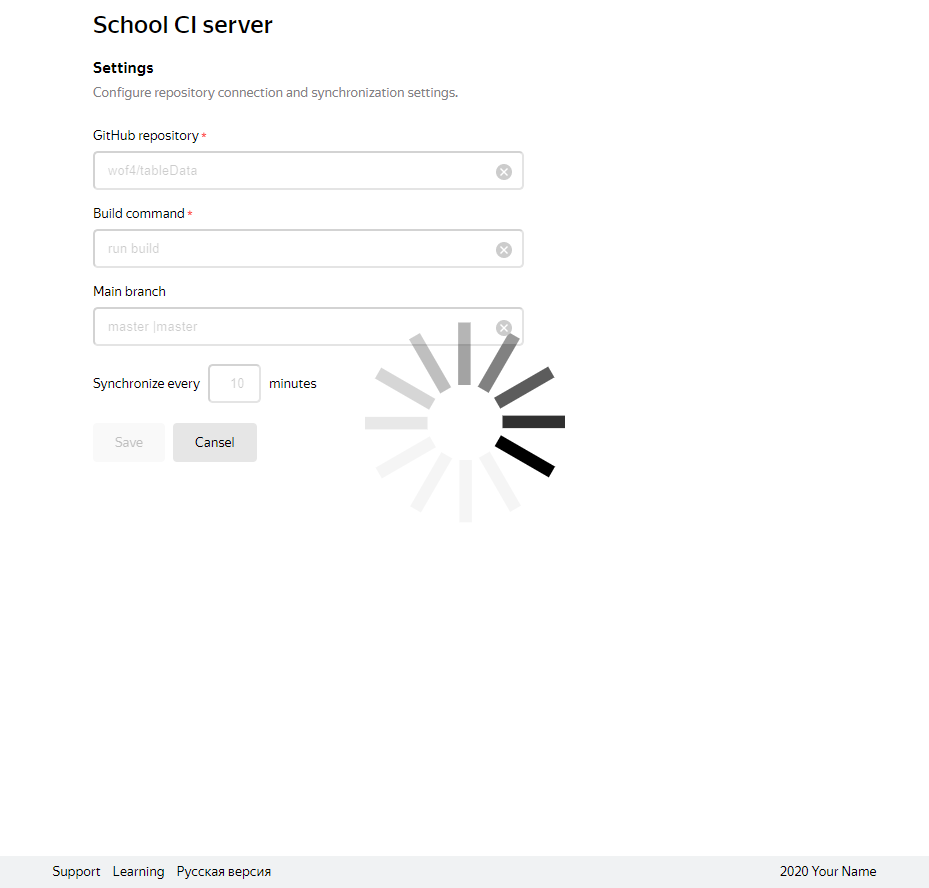 School CI server
Settings
Configure repository connection and synchronization settings.
GitHub repository *
wof4/tableData
Build command *
run build
Main branch
master |master
Synchronize every 10 minutes
Save Cansel
Support Learning Русская версия 2020 Your Name